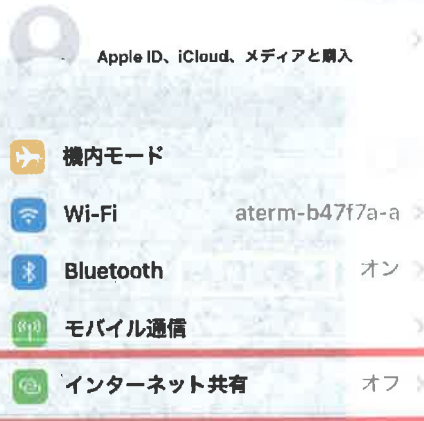 Apple ID、iCloud、メディアと購入
機内モード
Wi-Fi aterm-b47f7a-a
Bluetooth オン
モバイル通信
インターネット共有 オフ